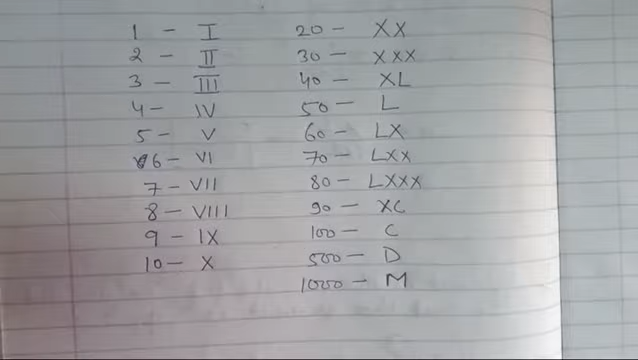 1 - I
2 - II
3 - III
4 - IV
5 - V
6 - VI
7 - VII
8 - VIII
9 - IX
10 - X
20 - XX
30 - XXX
40 - XL
50 - L
60 - LX
70 - LXX
80 - LXXX
90 - XC
100 - C
500 - D
1000 - M